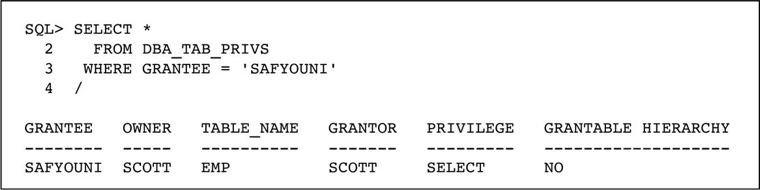 SQL> SELECT *
2 FROM DBA_TAB_PRIVS
3 WHERE GRANTEE = 'SAFYOUNI'
4 /
GRANTEE OWNER TABLE_NAME GRANTOR PRIVILEGE GRANTABLE HIERARCHY
-------- ----- ---------- ------- --------- -------------------
SAFYOUNI SCOTT EMP SCOTT SELECT NO